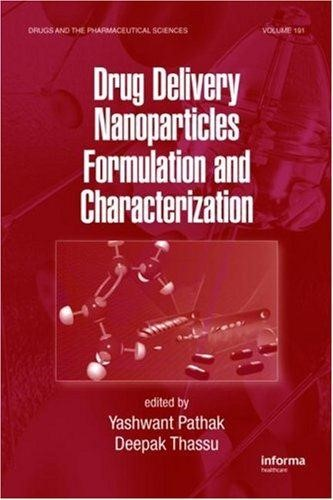 DRUGS AND THE PHARMACEUTICAL SCIENCES
VOLUME 191
Drug Delivery
Nanoparticles
Formulation and
Characterization
edited by
Yashwant Pathak
Deepak Thassu
informa
healthcare